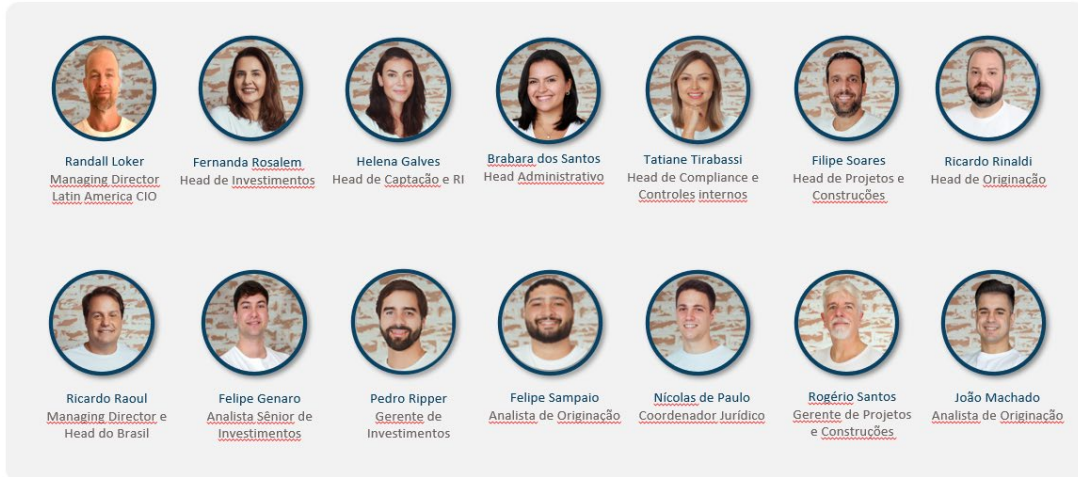 Randall Loker
Managing Director
Latin America CIO
Fernanda Rosalem
Head de Investimentos
Helena Galves
Head de Captação e RI
Brabara dos Santos
Head Administrativo
Tatiane Tirabassi
Head de Compliance e
Controles internos
Filipe Soares
Head de Projetos e
Construções
Ricardo Rinaldi
Head de Originação
Ricardo Raoul
Managing Director e
Head do Brasil
Felipe Genaro
Analista Sênior de
Investimentos
Pedro Ripper
Gerente de
Investimentos
Felipe Sampaio
Analista de Originação
Nícolas de Paulo
Coordenador Jurídico
Rogério Santos
Gerente de Projetos
e Construções
João Machado
Analista de Originação